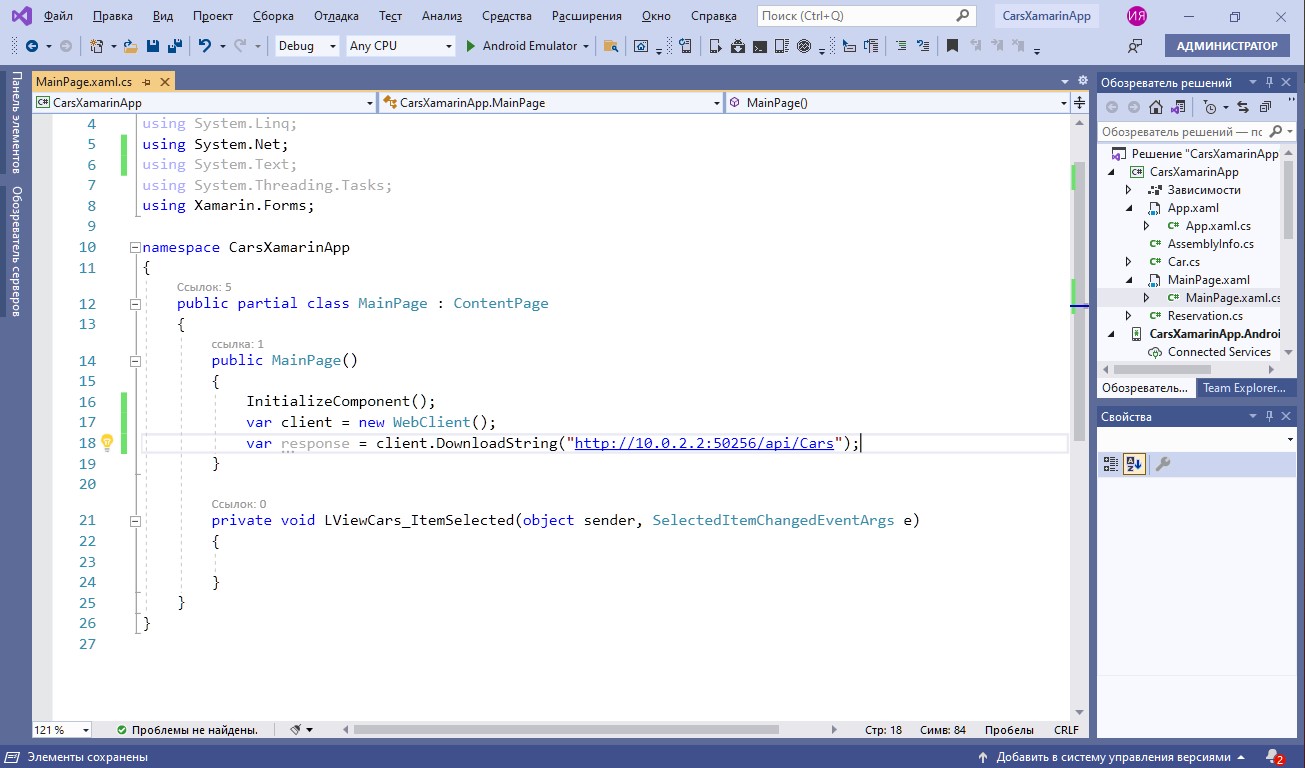 Файл Правка Вид Проект Сборка Отладка Тест Анализ Средства Расширения Окно Справка Поиск (Ctrl+Q) CarsXamarinApp ИЯ
Debug Any CPU Android Emulator АДМИНИСТРАТОР
Панель элементов
Обозреватель серверов
MainPage.xaml.cs
CarsXamarinApp CarsXamarinApp.MainPage MainPage()
4 using System.Linq;
5 using System.Net;
6 using System.Text;
7 using System.Threading.Tasks;
8 using Xamarin.Forms;
9
10 namespace CarsXamarinApp
11 {
Ссылок: 5
12 public partial class MainPage : ContentPage
13 {
ссылка: 1
14 public MainPage()
15 {
16 InitializeComponent();
17 var client = new WebClient();
18 var response = client.DownloadString("http://10.0.2.2:50256/api/Cars");
19 }
20
Ссылок: 0
21 private void LViewCars_ItemSelected(object sender, SelectedItemChangedEventArgs e)
22 {
23
24 }
25 }
26 }
27
121 % Проблемы не найдены. Стр: 18 Симв: 84 Пробелы CRLF
Обозреватель решений
Обозреватель решений — пс
Решение "CarsXamarinApp
CarsXamarinApp
Зависимости
App.xaml
App.xaml.cs
AssemblyInfo.cs
Car.cs
MainPage.xaml
MainPage.xaml.cs
Reservation.cs
CarsXamarinApp.Androi
Connected Services
Обозреватель... Team Explorer...
Свойства
Элементы сохранены Добавить в систему управления версиями 2